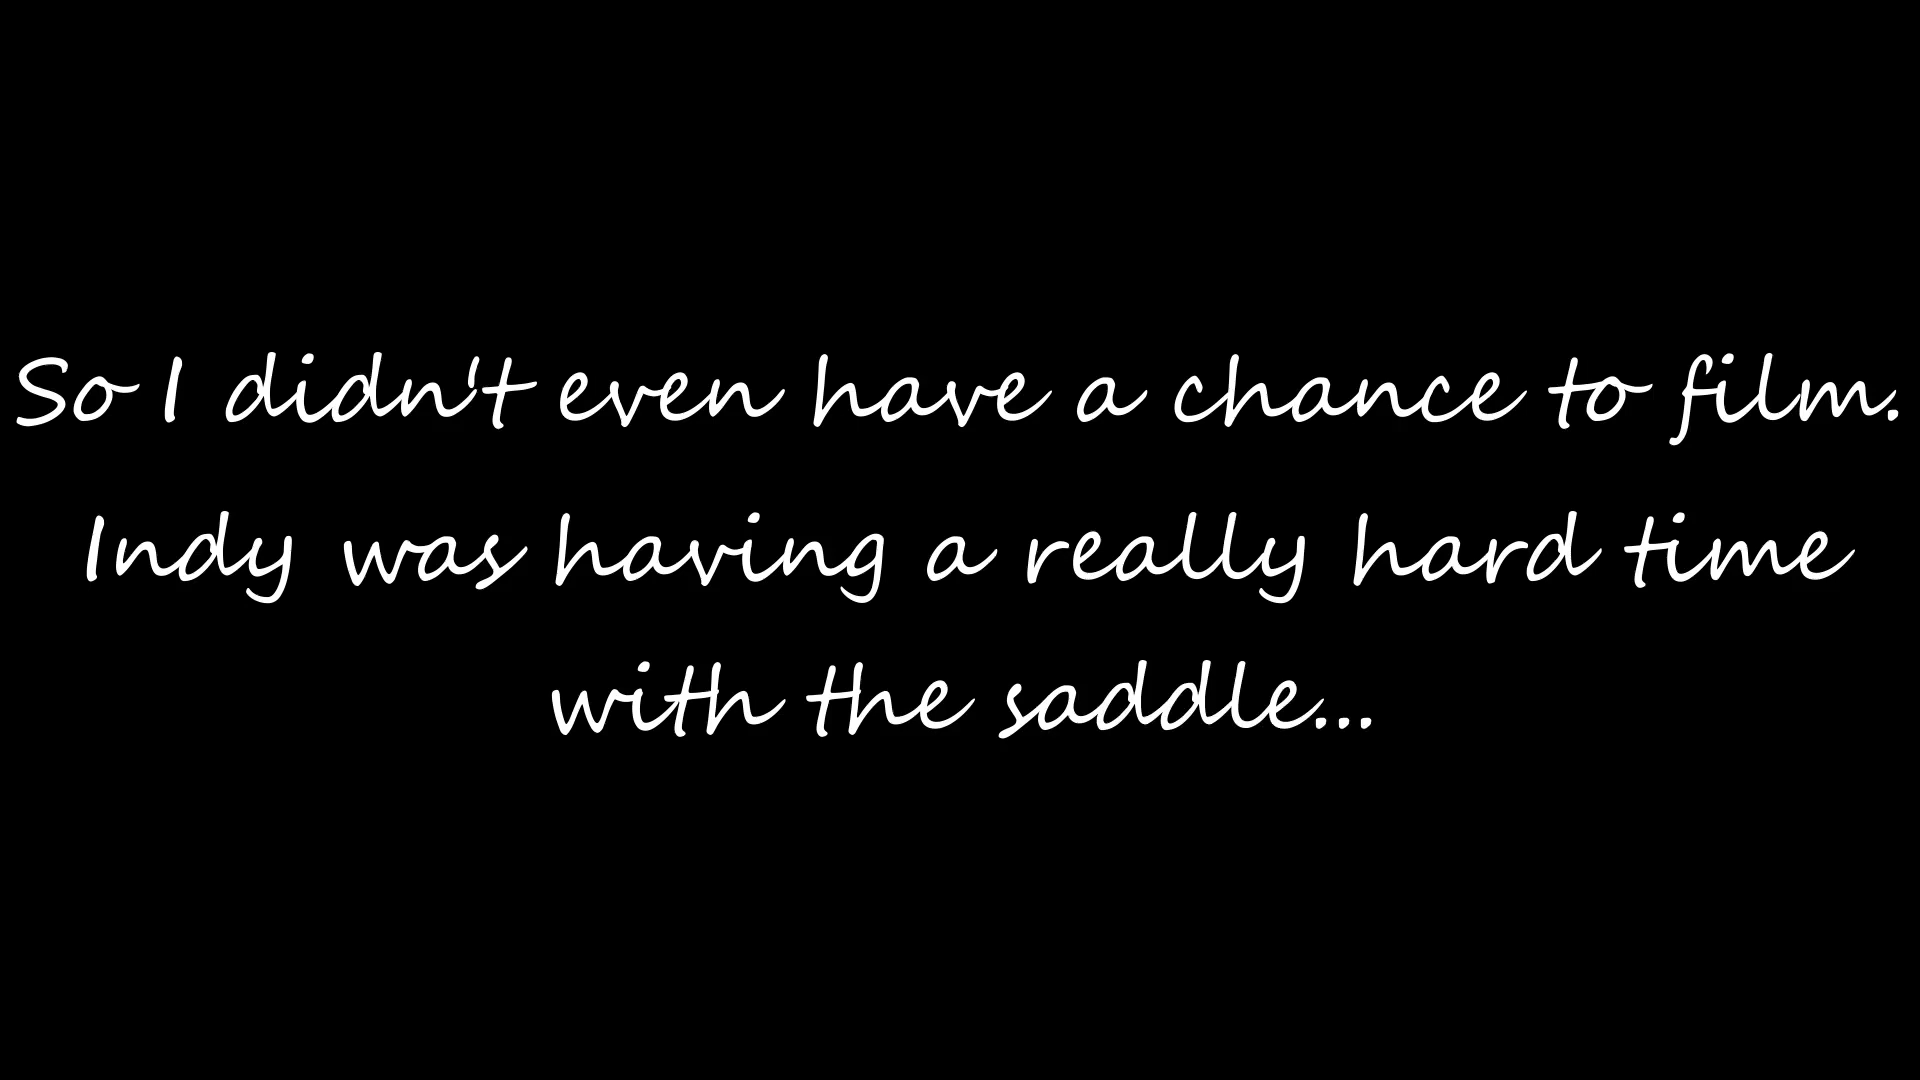 So I didn't even have a chance to film.
Indy was having a really hard time
with the saddle...